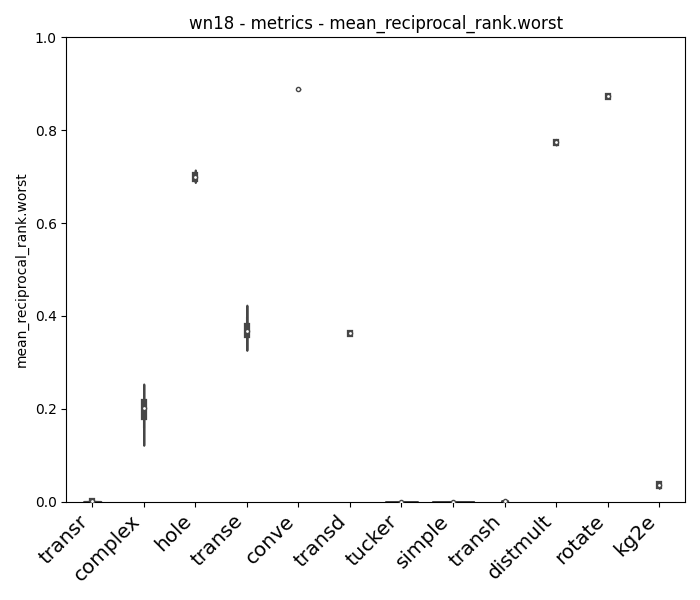 wn18 - metrics - mean_reciprocal_rank.worst
mean_reciprocal_rank.worst
1.0
0.8
0.6
0.4
0.2
0.0
transr
complex
hole
transe
conve
transd
tucker
simple
transh
distmult
rotate
kg2e